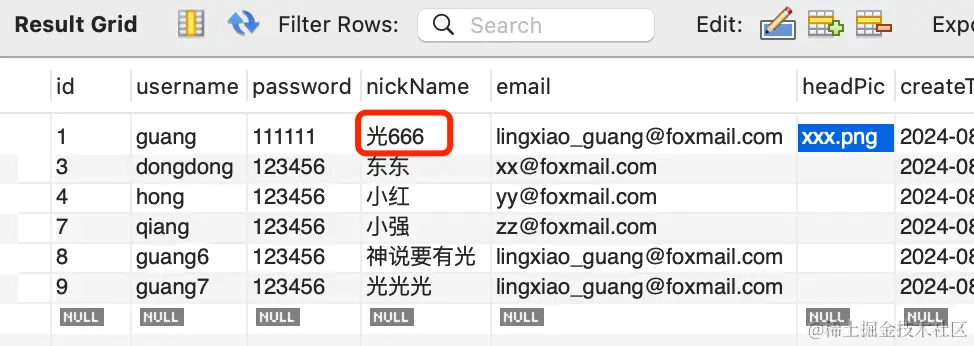 Result Grid Filter Rows: Search Edit: Expo
id username password nickName email headPic createT
1 guang 111111 光666 lingxiao_guang@foxmail.com xxx.png 2024-08
3 dongdong 123456 东东 xx@foxmail.com 2024-08
4 hong 123456 小红 yy@foxmail.com 2024-08
7 qiang 123456 小强 zz@foxmail.com 2024-08
8 guang6 123456 神说要有光 lingxiao_guang@foxmail.com 2024-08
9 guang7 123456 光光光 lingxiao_guang@foxmail.com 2024-08
NULL NULL NULL NULL NULL NULL NULL
@稀土掘金技术社区